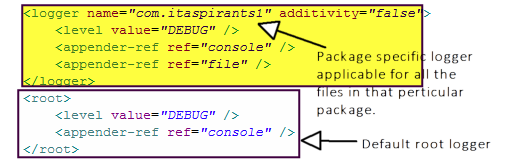 <logger name="com.itaspirants1" additivity="false">
<level value="DEBUG" />
<appender-ref ref="console" />
<appender-ref ref="file" />
</logger>
Package specific logger
applicable for all the
files in that perticular
package.
<root>
<level value="DEBUG" />
<appender-ref ref="console" />
</root>
Default root logger